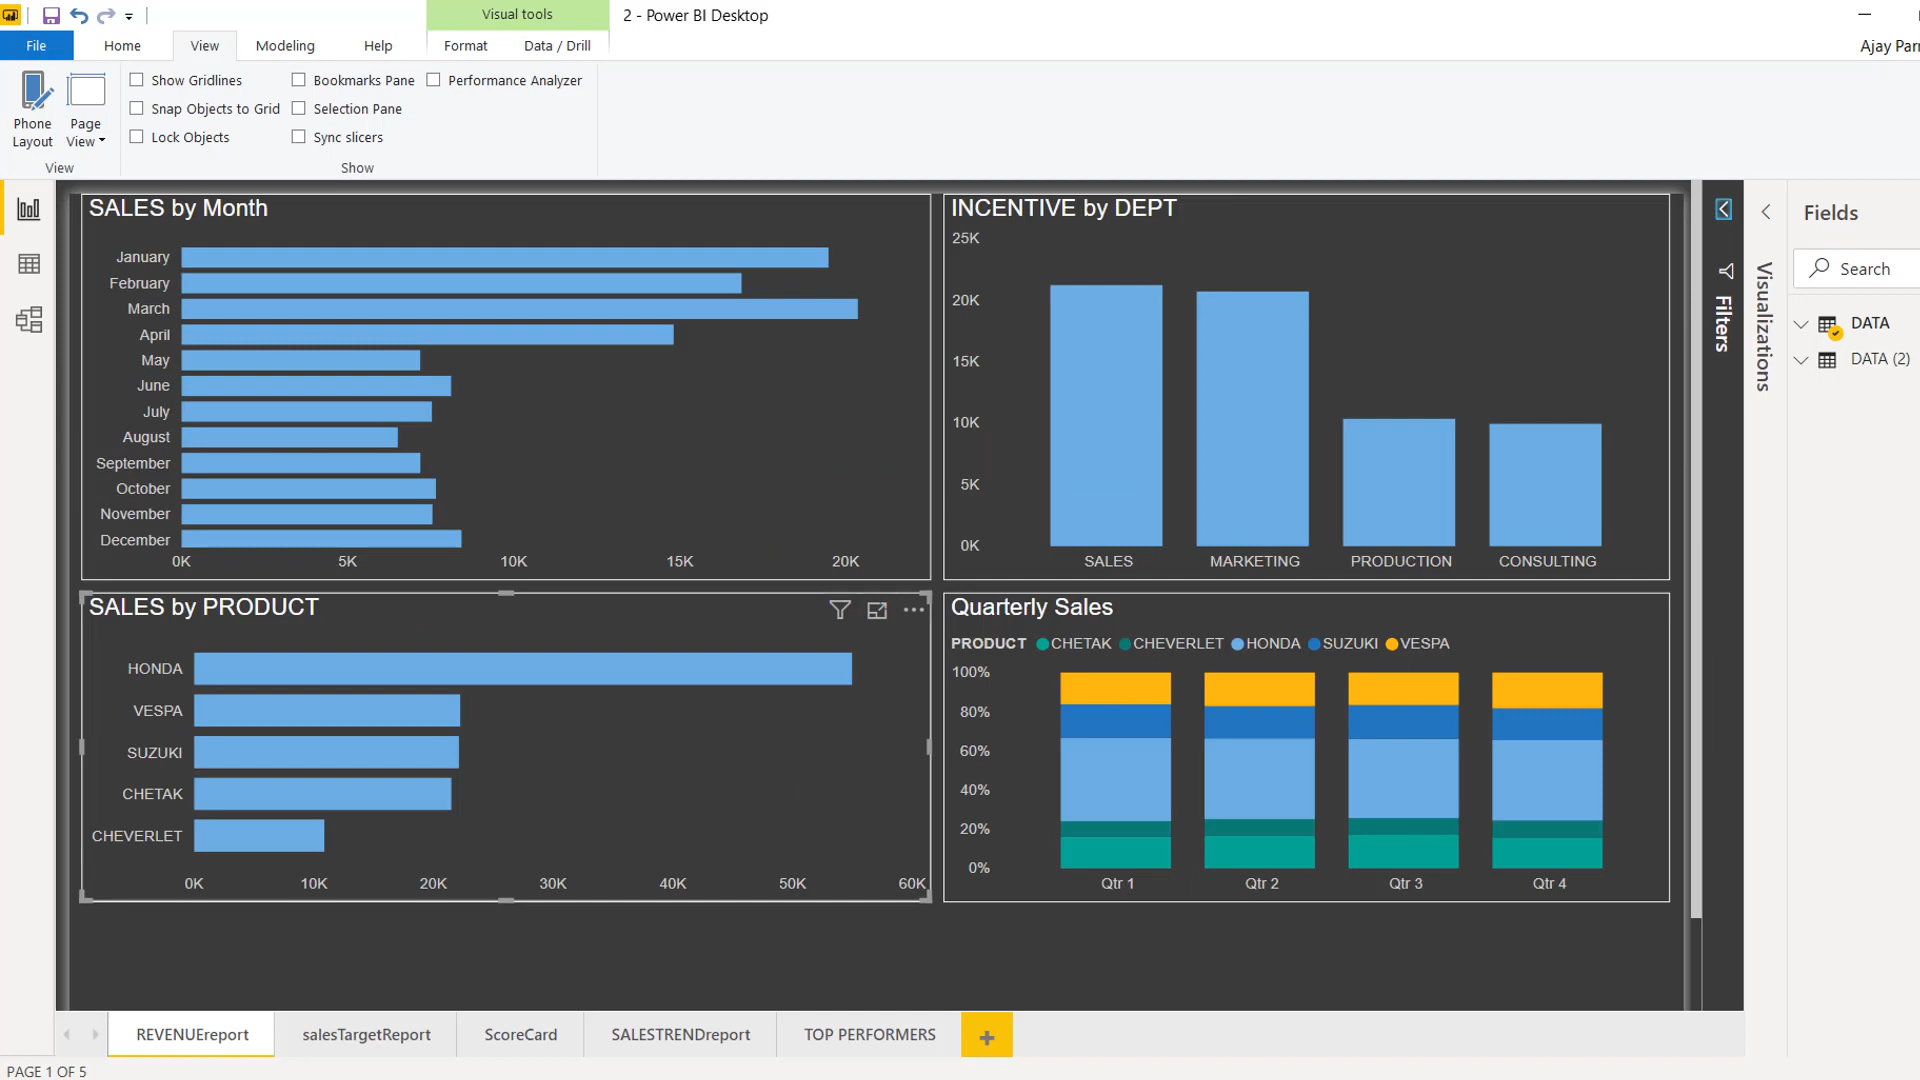 Visual tools
2 - Power BI Desktop
File
Home
View
Modeling
Help
Format
Data / Drill
Ajay Parr
Phone
Layout
Page
View
Show Gridlines
Snap Objects to Grid
Lock Objects
Bookmarks Pane
Selection Pane
Sync slicers
Performance Analyzer
View
Show
SALES by Month
January
February
March
April
May
June
July
August
September
October
November
December
0K 5K 10K 15K 20K
INCENTIVE by DEPT
25K
20K
15K
10K
5K
0K
SALES MARKETING PRODUCTION CONSULTING
SALES by PRODUCT
HONDA
VESPA
SUZUKI
CHETAK
CHEVERLET
0K 10K 20K 30K 40K 50K 60K
Quarterly Sales
PRODUCT CHETAK CHEVERLET HONDA SUZUKI VESPA
100%
80%
60%
40%
20%
0%
Qtr 1 Qtr 2 Qtr 3 Qtr 4
Filters
Visualizations
Fields
Search
DATA
DATA (2)
REVENUEreport
salesTargetReport
ScoreCard
SALESTRENDreport
TOP PERFORMERS
PAGE 1 OF 5